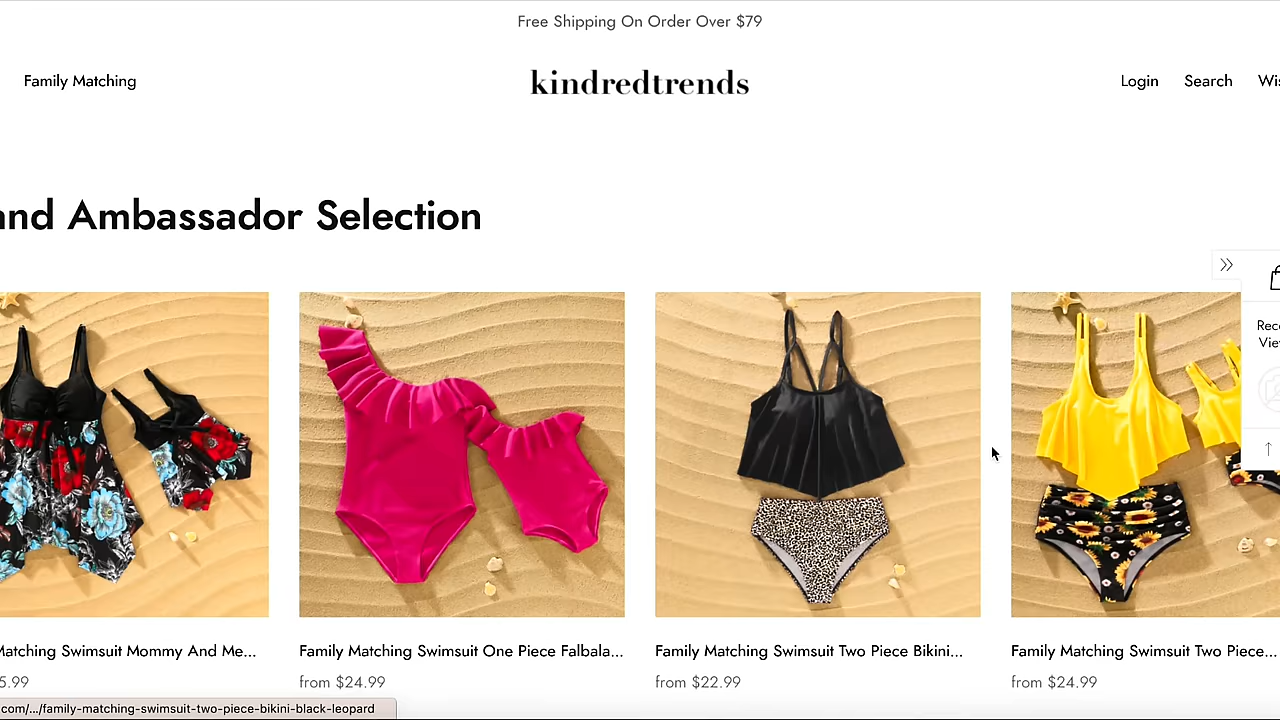 Free Shipping On Order Over $79
Family Matching
kindredtrends
Login
Search
and Ambassador Selection
Family Matching Swimsuit One Piece Falbala...
Family Matching Swimsuit Two Piece Bikini...
Family Matching Swimsuit Two Piece...
Matching Swimsuit Mommy And Me...
5.99
from $24.99
from $22.99
from $24.99
com/.../family-matching-swimsuit-two-piece-bikini-black-leopard